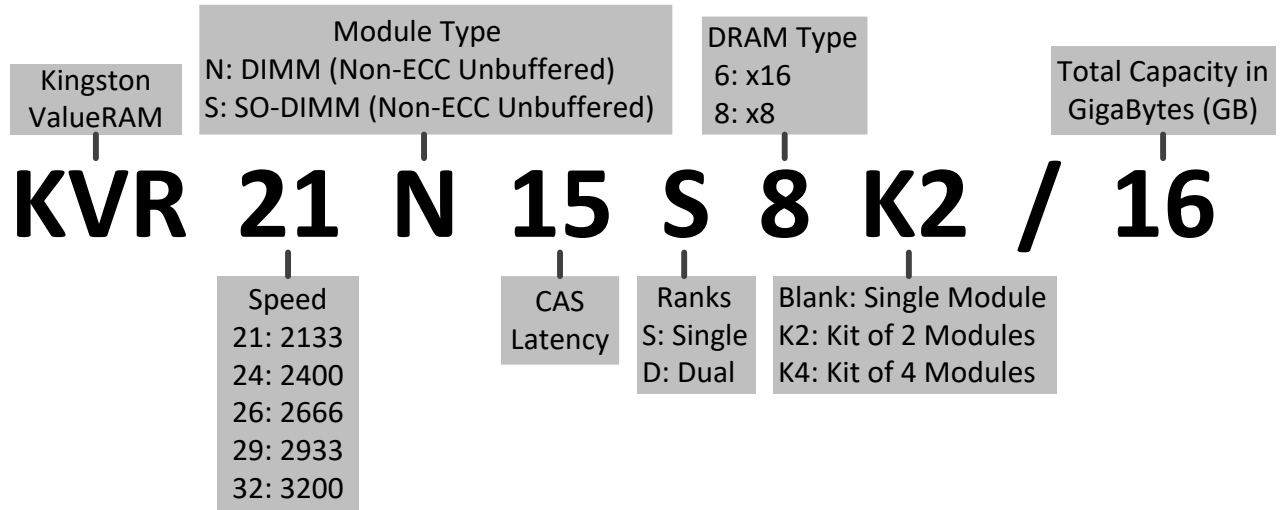 Kingston
ValueRAM
Module Type
N: DIMM (Non-ECC Unbuffered)
S: SO-DIMM (Non-ECC Unbuffered)
DRAM Type
6: x16
8: x8
Total Capacity in
GigaBytes (GB)
KVR 21 N 15 S 8 K2 / 16
Speed
21: 2133
24: 2400
26: 2666
29: 2933
32: 3200
CAS
Latency
Ranks
S: Single
D: Dual
Blank: Single Module
K2: Kit of 2 Modules
K4: Kit of 4 Modules